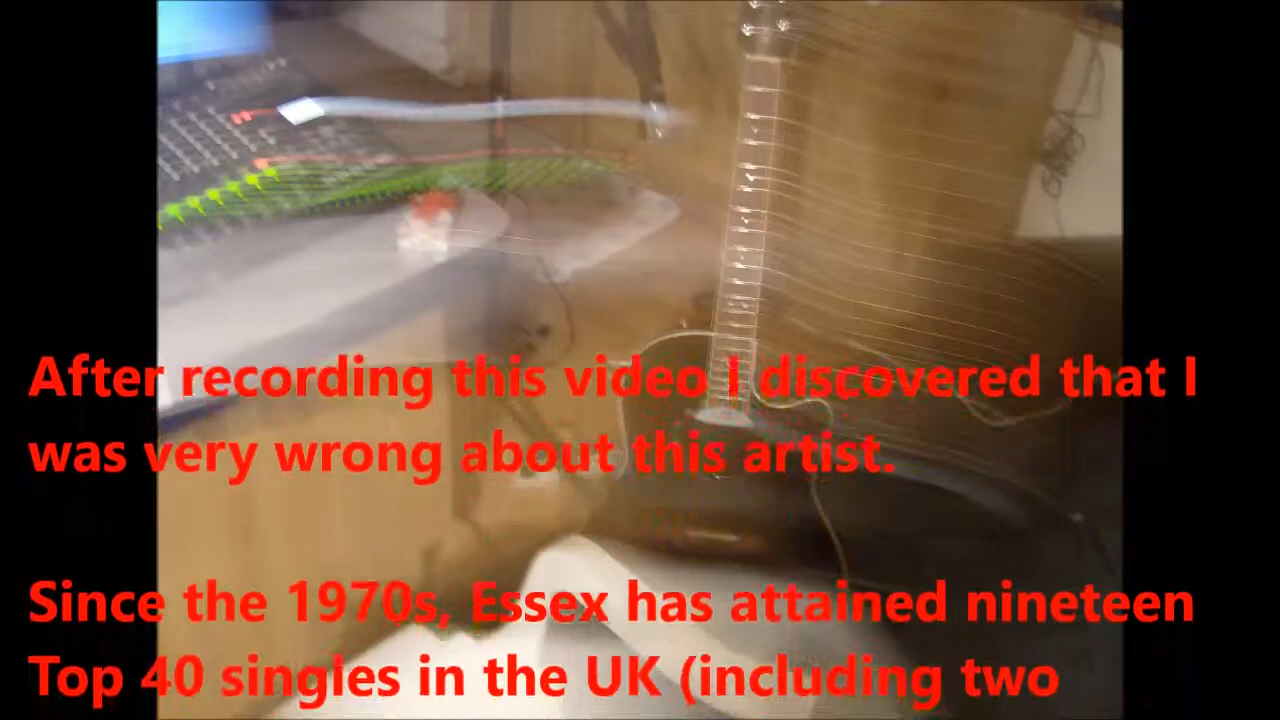 After recording this video I discovered that I
was very wrong about this artist.
Since the 1970s, Essex has attained nineteen
Top 40 singles in the UK (including two